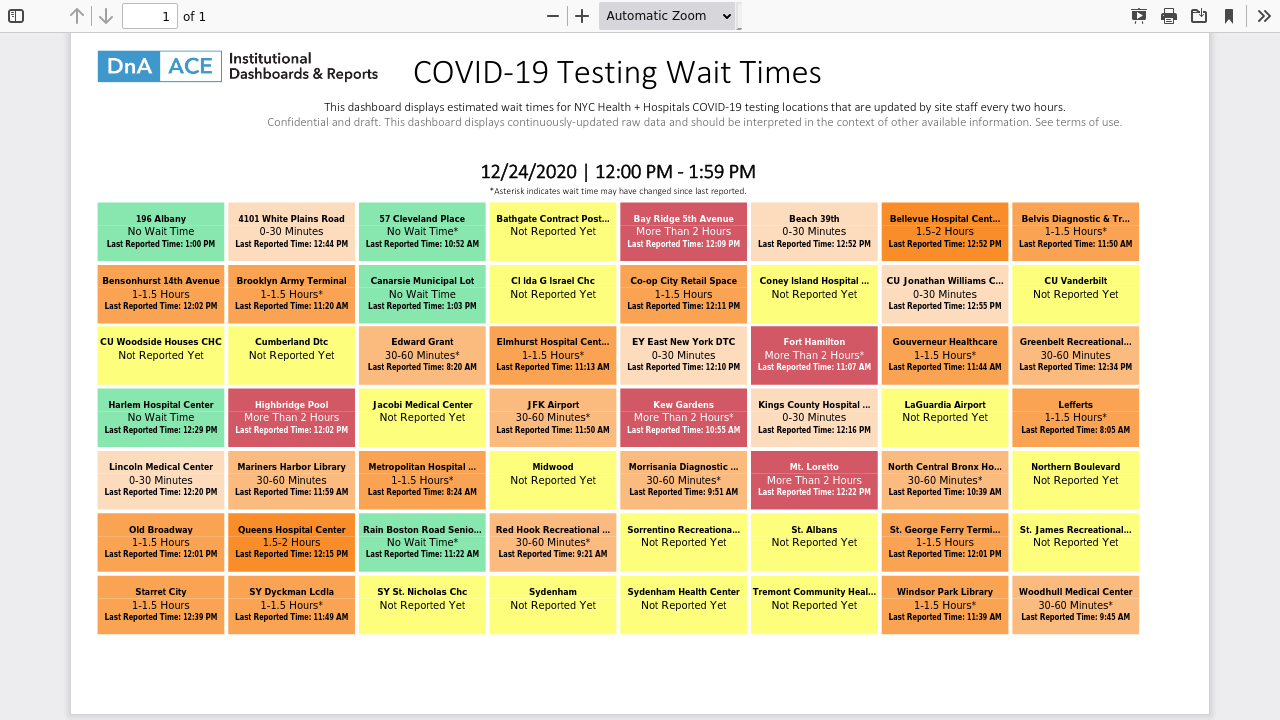 1 of 1 Automatic Zoom
DnA ACE Institutional
Dashboards & Reports
COVID-19 Testing Wait Times
This dashboard displays estimated wait times for NYC Health + Hospitals COVID-19 testing locations that are updated by site staff every two hours.
Confidential and draft. This dashboard displays continuously-updated raw data and should be interpreted in the context of other available information. See terms of use.
12/24/2020 | 12:00 PM - 1:59 PM
*Asterisk indicates wait time may have changed since last reported.
196 Albany
No Wait Time
Last Reported Time: 1:00 PM
4101 White Plains Road
0-30 Minutes
Last Reported Time: 12:44 PM
57 Cleveland Place
No Wait Time*
Last Reported Time: 10:52 AM
Bathgate Contract Post...
Not Reported Yet
Bay Ridge 5th Avenue
More Than 2 Hours
Last Reported Time: 12:09 PM
Beach 39th
0-30 Minutes
Last Reported Time: 12:52 PM
Bellevue Hospital Cent...
1.5-2 Hours
Last Reported Time: 12:52 PM
Belvis Diagnostic & Tr...
1-1.5 Hours*
Last Reported Time: 11:50 AM
Bensonhurst 14th Avenue
1-1.5 Hours
Last Reported Time: 12:02 PM
Brooklyn Army Terminal
1-1.5 Hours*
Last Reported Time: 11:20 AM
Canarsie Municipal Lot
No Wait Time
Last Reported Time: 1:03 PM
Cl Ida G Israel Chc
Not Reported Yet
Co-op City Retail Space
1-1.5 Hours
Last Reported Time: 12:11 PM
Coney Island Hospital ...
Not Reported Yet
CU Jonathan Williams C...
0-30 Minutes
Last Reported Time: 12:55 PM
CU Vanderbilt
Not Reported Yet
CU Woodside Houses CHC
Not Reported Yet
Cumberland Dtc
Not Reported Yet
Edward Grant
30-60 Minutes*
Last Reported Time: 8:20 AM
Elmhurst Hospital Cent...
1-1.5 Hours*
Last Reported Time: 11:13 AM
EY East New York DTC
0-30 Minutes
Last Reported Time: 12:10 PM
Fort Hamilton
More Than 2 Hours*
Last Reported Time: 11:07 AM
Gouverneur Healthcare
1-1.5 Hours*
Last Reported Time: 11:44 AM
Greenbelt Recreational...
30-60 Minutes
Last Reported Time: 12:34 PM
Harlem Hospital Center
No Wait Time
Last Reported Time: 12:29 PM
Highbridge Pool
More Than 2 Hours
Last Reported Time: 12:02 PM
Jacobi Medical Center
Not Reported Yet
JFK Airport
30-60 Minutes*
Last Reported Time: 11:50 AM
Kew Gardens
More Than 2 Hours*
Last Reported Time: 10:55 AM
Kings County Hospital ...
0-30 Minutes
Last Reported Time: 12:16 PM
LaGuardia Airport
Not Reported Yet
Lefferts
1-1.5 Hours*
Last Reported Time: 8:05 AM
Lincoln Medical Center
0-30 Minutes
Last Reported Time: 12:20 PM
Mariners Harbor Library
30-60 Minutes
Last Reported Time: 11:59 AM
Metropolitan Hospital ...
1-1.5 Hours*
Last Reported Time: 8:24 AM
Midwood
Not Reported Yet
Morrisania Diagnostic ...
30-60 Minutes*
Last Reported Time: 9:51 AM
Mt. Loretto
More Than 2 Hours
Last Reported Time: 12:22 PM
North Central Bronx Ho...
30-60 Minutes*
Last Reported Time: 10:39 AM
Northern Boulevard
Not Reported Yet
Old Broadway
1-1.5 Hours
Last Reported Time: 12:01 PM
Queens Hospital Center
1.5-2 Hours
Last Reported Time: 12:15 PM
Rain Boston Road Senio...
No Wait Time*
Last Reported Time: 11:22 AM
Red Hook Recreational ...
30-60 Minutes*
Last Reported Time: 9:21 AM
Sorrentino Recreationa...
Not Reported Yet
St. Albans
Not Reported Yet
St. George Ferry Termi...
1-1.5 Hours
Last Reported Time: 12:01 PM
St. James Recreational...
Not Reported Yet
Starret City
1-1.5 Hours
Last Reported Time: 12:39 PM
SY Dyckman Lcdla
1-1.5 Hours*
Last Reported Time: 11:49 AM
SY St. Nicholas Chc
Not Reported Yet
Sydenham
Not Reported Yet
Sydenham Health Center
Not Reported Yet
Tremont Community Heal...
Not Reported Yet
Windsor Park Library
1-1.5 Hours*
Last Reported Time: 11:39 AM
Woodhull Medical Center
30-60 Minutes*
Last Reported Time: 9:45 AM